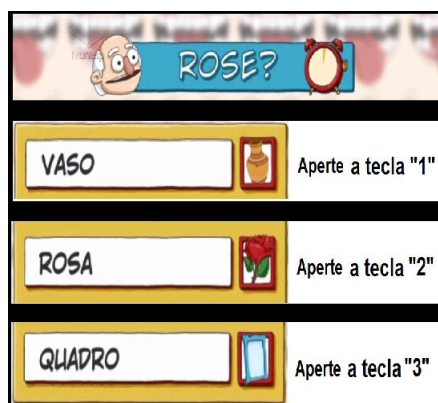 ROSE?
VASO
Aperte a tecla "1"
ROSA
Aperte a tecla "2"
QUADRO
Aperte a tecla "3"